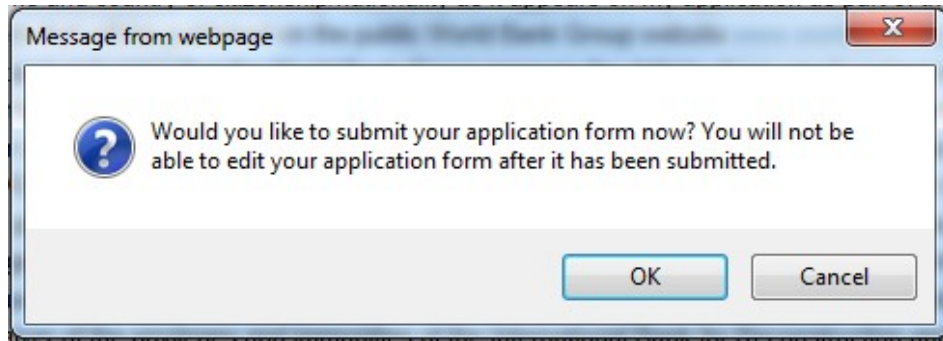 Message from webpage
Would you like to submit your application form now? You will not be
able to edit your application form after it has been submitted.
OK
Cancel